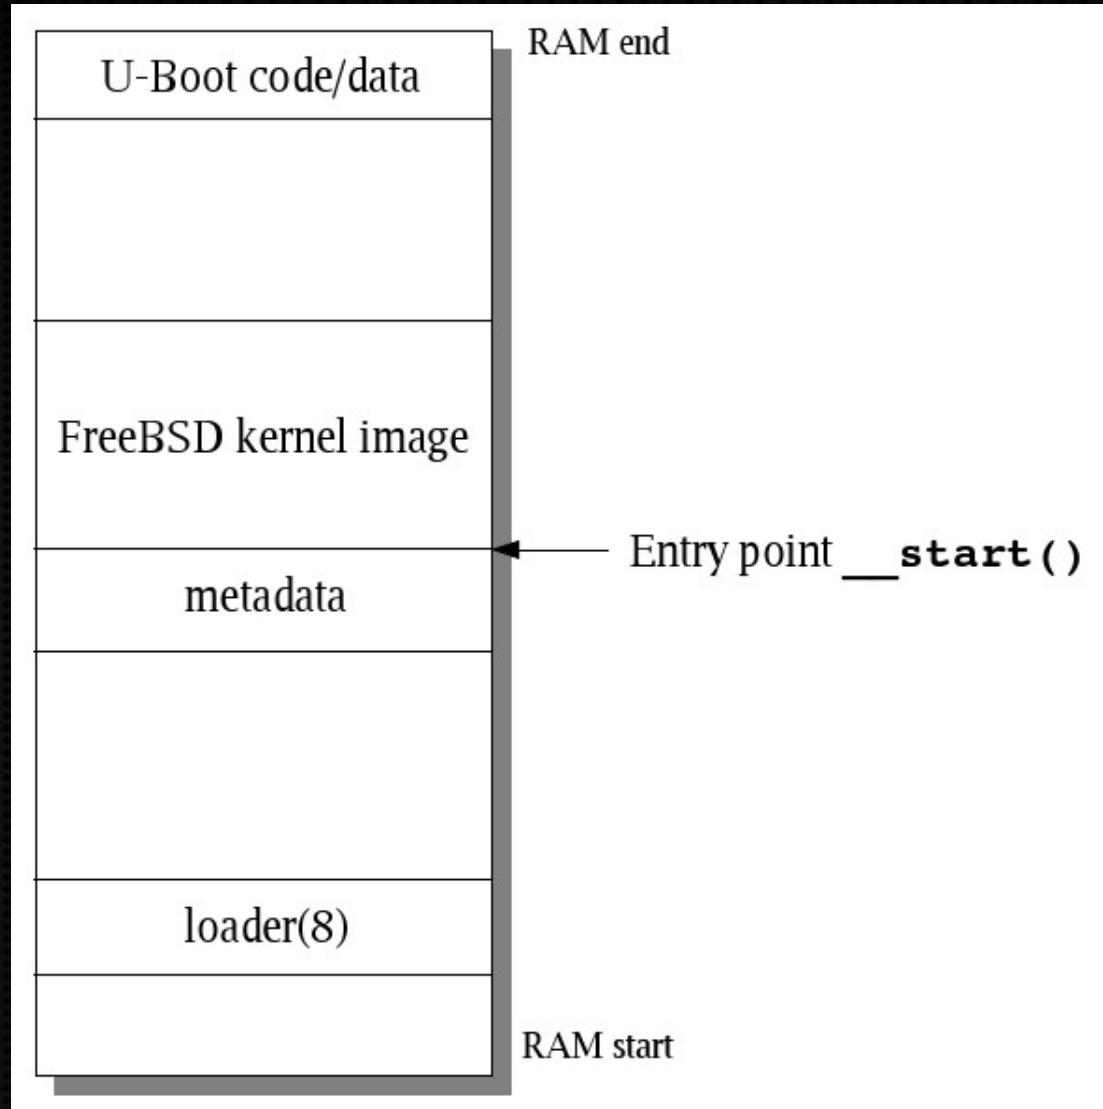 RAM end
U-Boot code/data
FreeBSD kernel image
Entry point __start()
metadata
loader(8)
RAM start